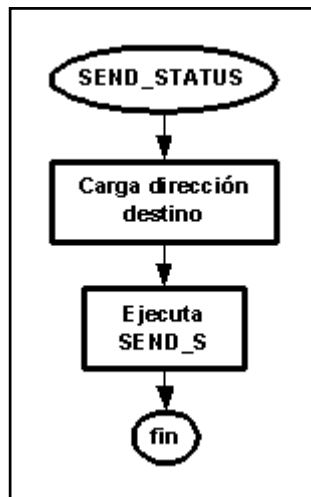 SEND_STATUS
Carga dirección
destino
Ejecuta
SEND_S
fin